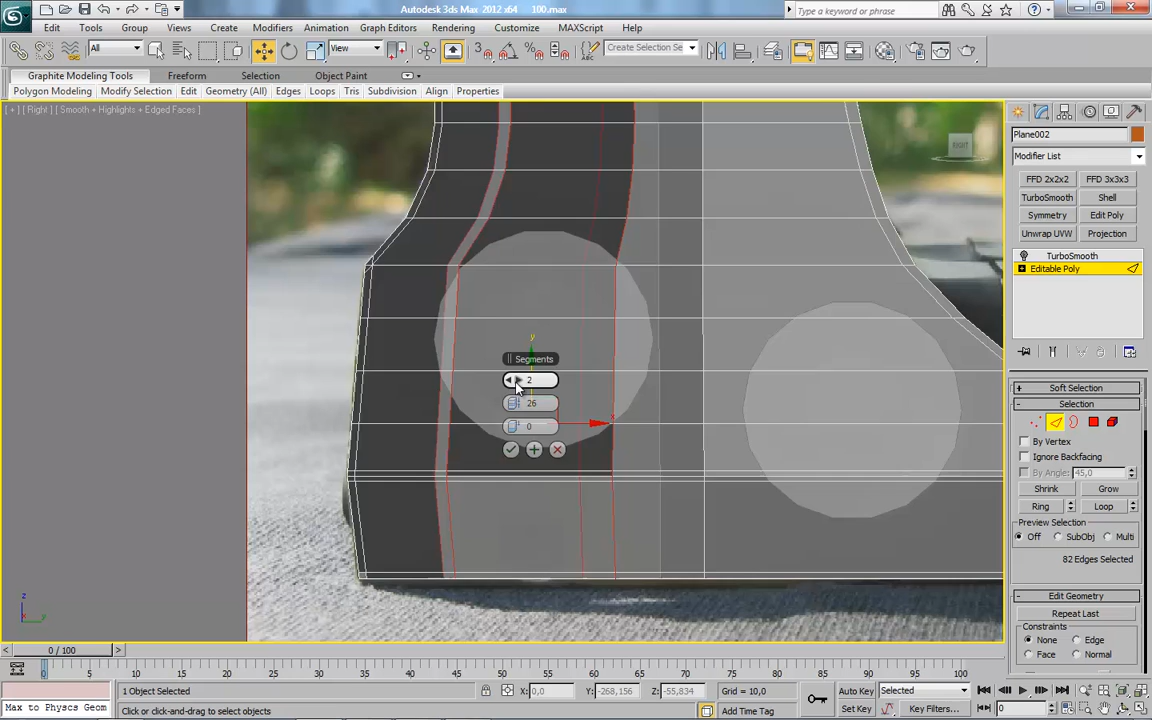 Autodesk 3ds Max 2012 x64 100.max
Type a keyword or phrase
Edit Tools Group Views Create Modifiers Animation Graph Editors Rendering Customize MAXScript Help
All View Create Selection Se
Graphite Modeling Tools Freeform Selection Object Paint
Polygon Modeling Modify Selection Edit Geometry (All) Edges Loops Tris Subdivision Align Properties
[ + ] [ Right ] [ Smooth + Highlights + Edged Faces ]
RIGHT
Plane002
Modifier List
FFD 2x2x2 FFD 3x3x3
TurboSmooth Shell
Symmetry Edit Poly
Unwrap UVW Projection
TurboSmooth
Editable Poly
y
Segments
2
26
0
x
Soft Selection
Selection
By Vertex
Ignore Backfacing
By Angle: 45,0
Shrink Grow
Ring Loop
Preview Selection
Off SubObj Multi
82 Edges Selected
Edit Geometry
Repeat Last
Constraints
None Edge
Face Normal
z
y
0 / 100
0 5 10 15 20 25 30 35 40 45 50 55 60 65 70 75 80 85 90 95 100
1 Object Selected X: 0,0 Y: -268,156 Z: -55,834 Grid = 10,0 Auto Key Selected
Max to Physcs Geom Click or click-and-drag to select objects Add Time Tag Set Key Key Filters... 0